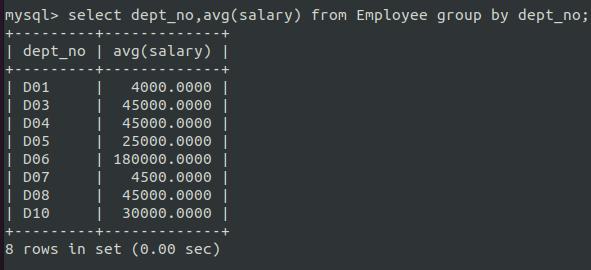 mysql> select dept_no,avg(salary) from Employee group by dept_no;
+---------+-------------+
| dept_no | avg(salary) |
+---------+-------------+
| D01     |   4000.0000 |
| D03     |  45000.0000 |
| D04     |  45000.0000 |
| D05     |  25000.0000 |
| D06     | 180000.0000 |
| D07     |   4500.0000 |
| D08     |  45000.0000 |
| D10     |  30000.0000 |
+---------+-------------+
8 rows in set (0.00 sec)